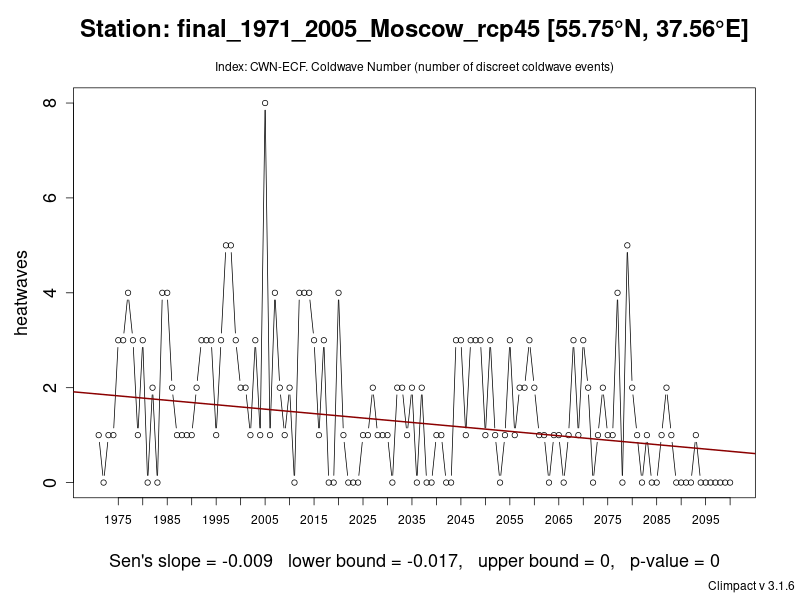 Station: final_1971_2005_Moscow_rcp45 [55.75°N, 37.56°E]
Index: CWN-ECF. Coldwave Number (number of discreet coldwave events)
8
6
4
2
0
heatwaves
1975 1985 1995 2005 2015 2025 2035 2045 2055 2065 2075 2085 2095
Sen's slope = -0.009 lower bound = -0.017, upper bound = 0, p-value = 0
Climpact v 3.1.6